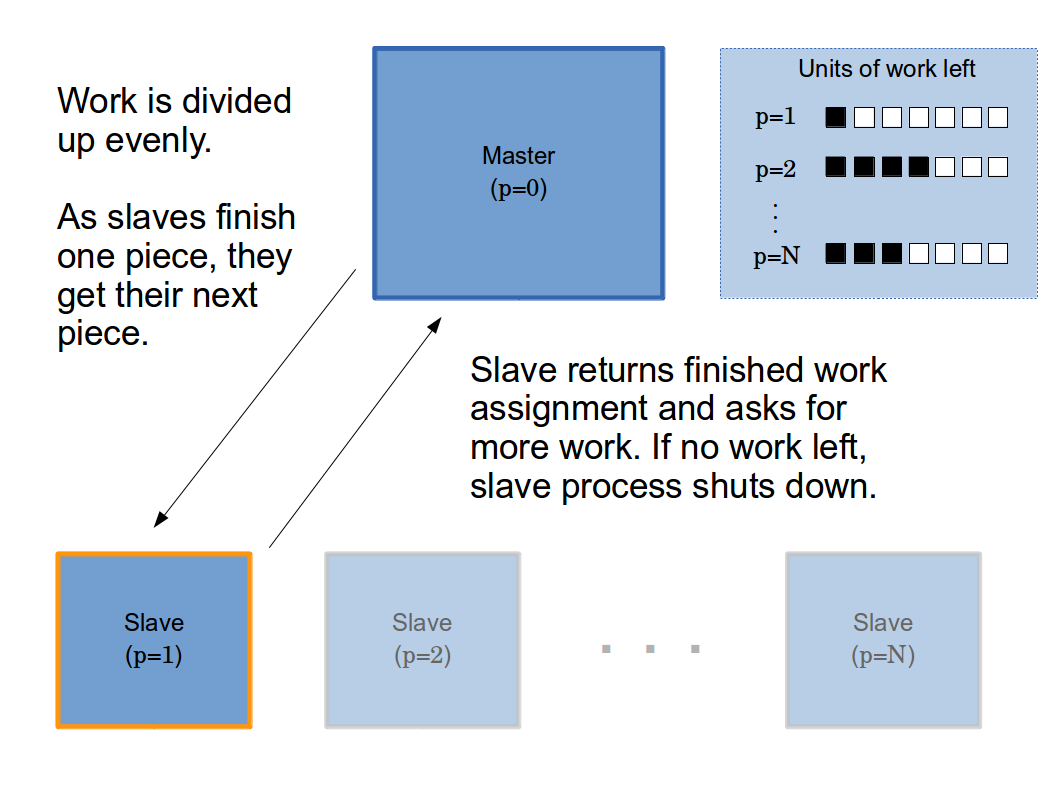 Work is divided
up evenly.
As slaves finish
one piece, they
get their next
piece.
Master
(p=0)
Units of work left
p=1
p=2
p=N
Slave returns finished work
assignment and asks for
more work. If no work left,
slave process shuts down.
Slave
(p=1)
Slave
(p=2)
. . .
Slave
(p=N)